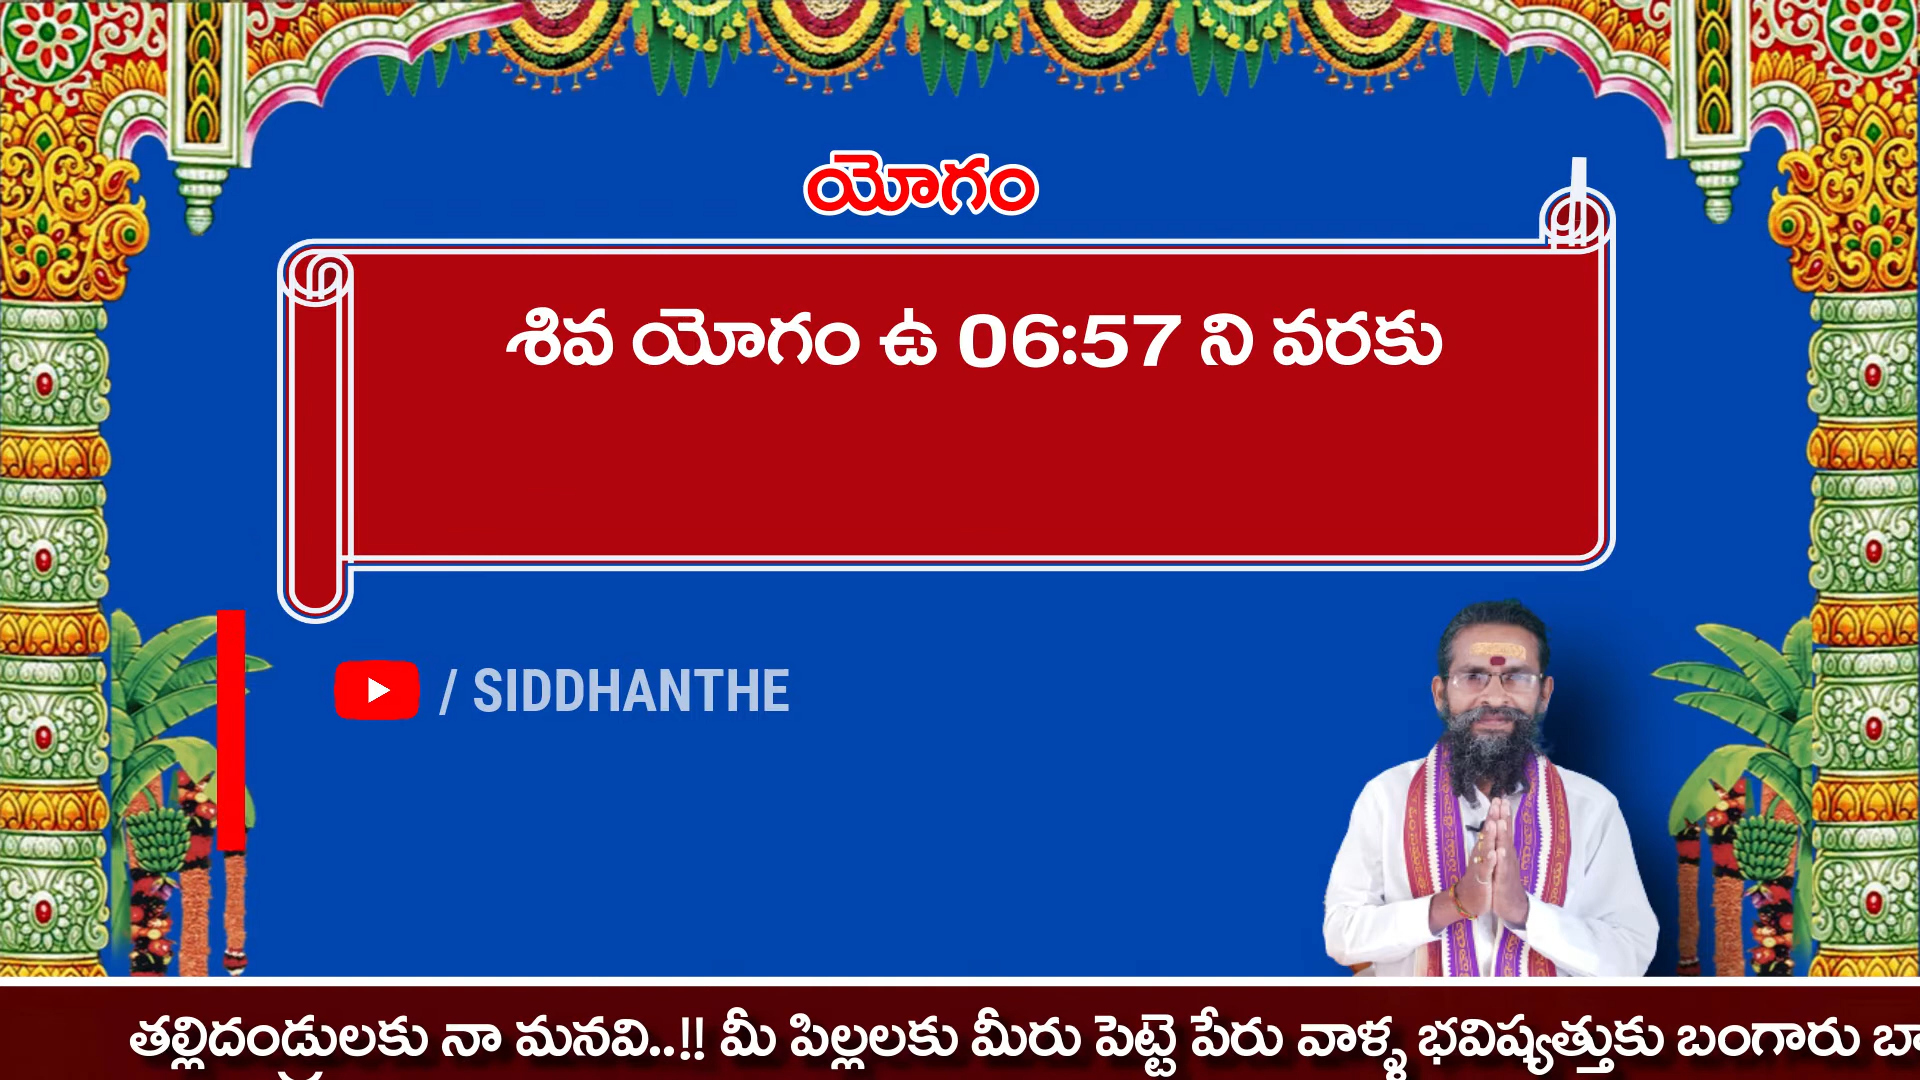 యోగం
శివ యోగం ఉ 06:57 ని వరకు
/ SIDDHANTHE
తల్లిదండ్రులకు నా మనవి..!! మీ పిల్లలకు మీరు పెట్టె పేరు వాళ్ళ భవిష్యత్తుకు బంగారు